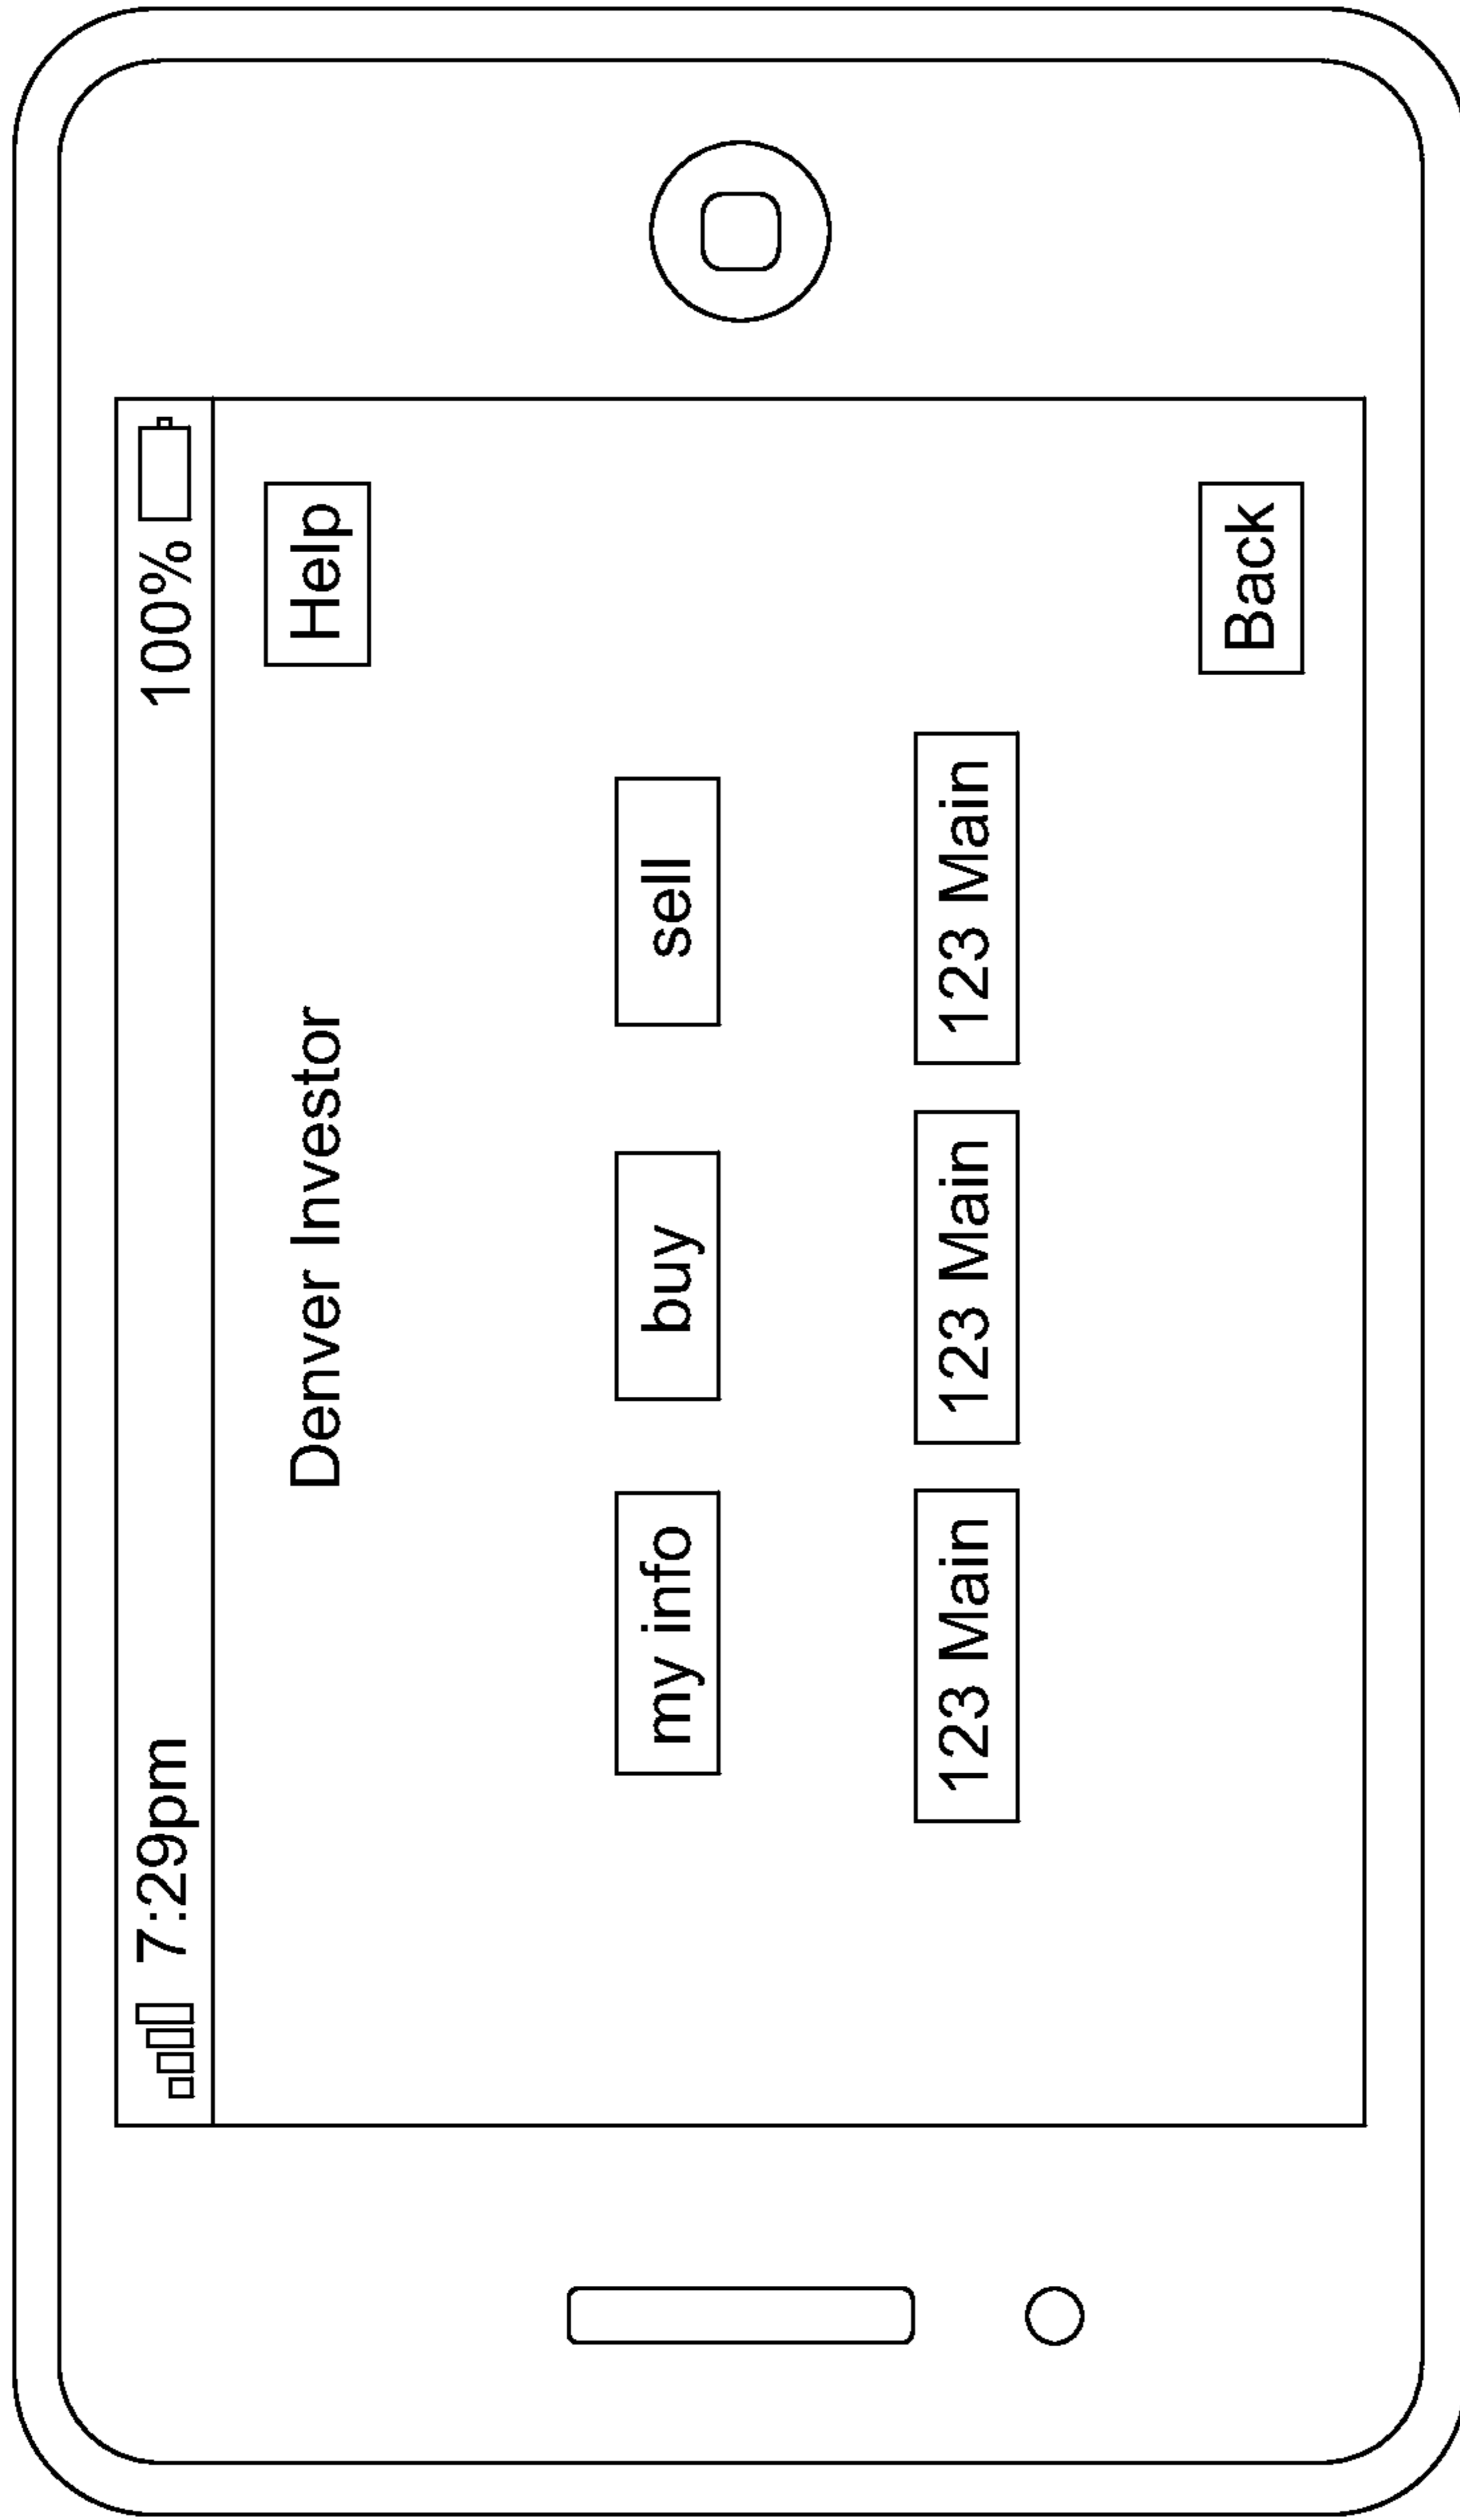 7:29pm 100%
Denver Investor Help
my info buy sell
123 Main 123 Main 123 Main
Back